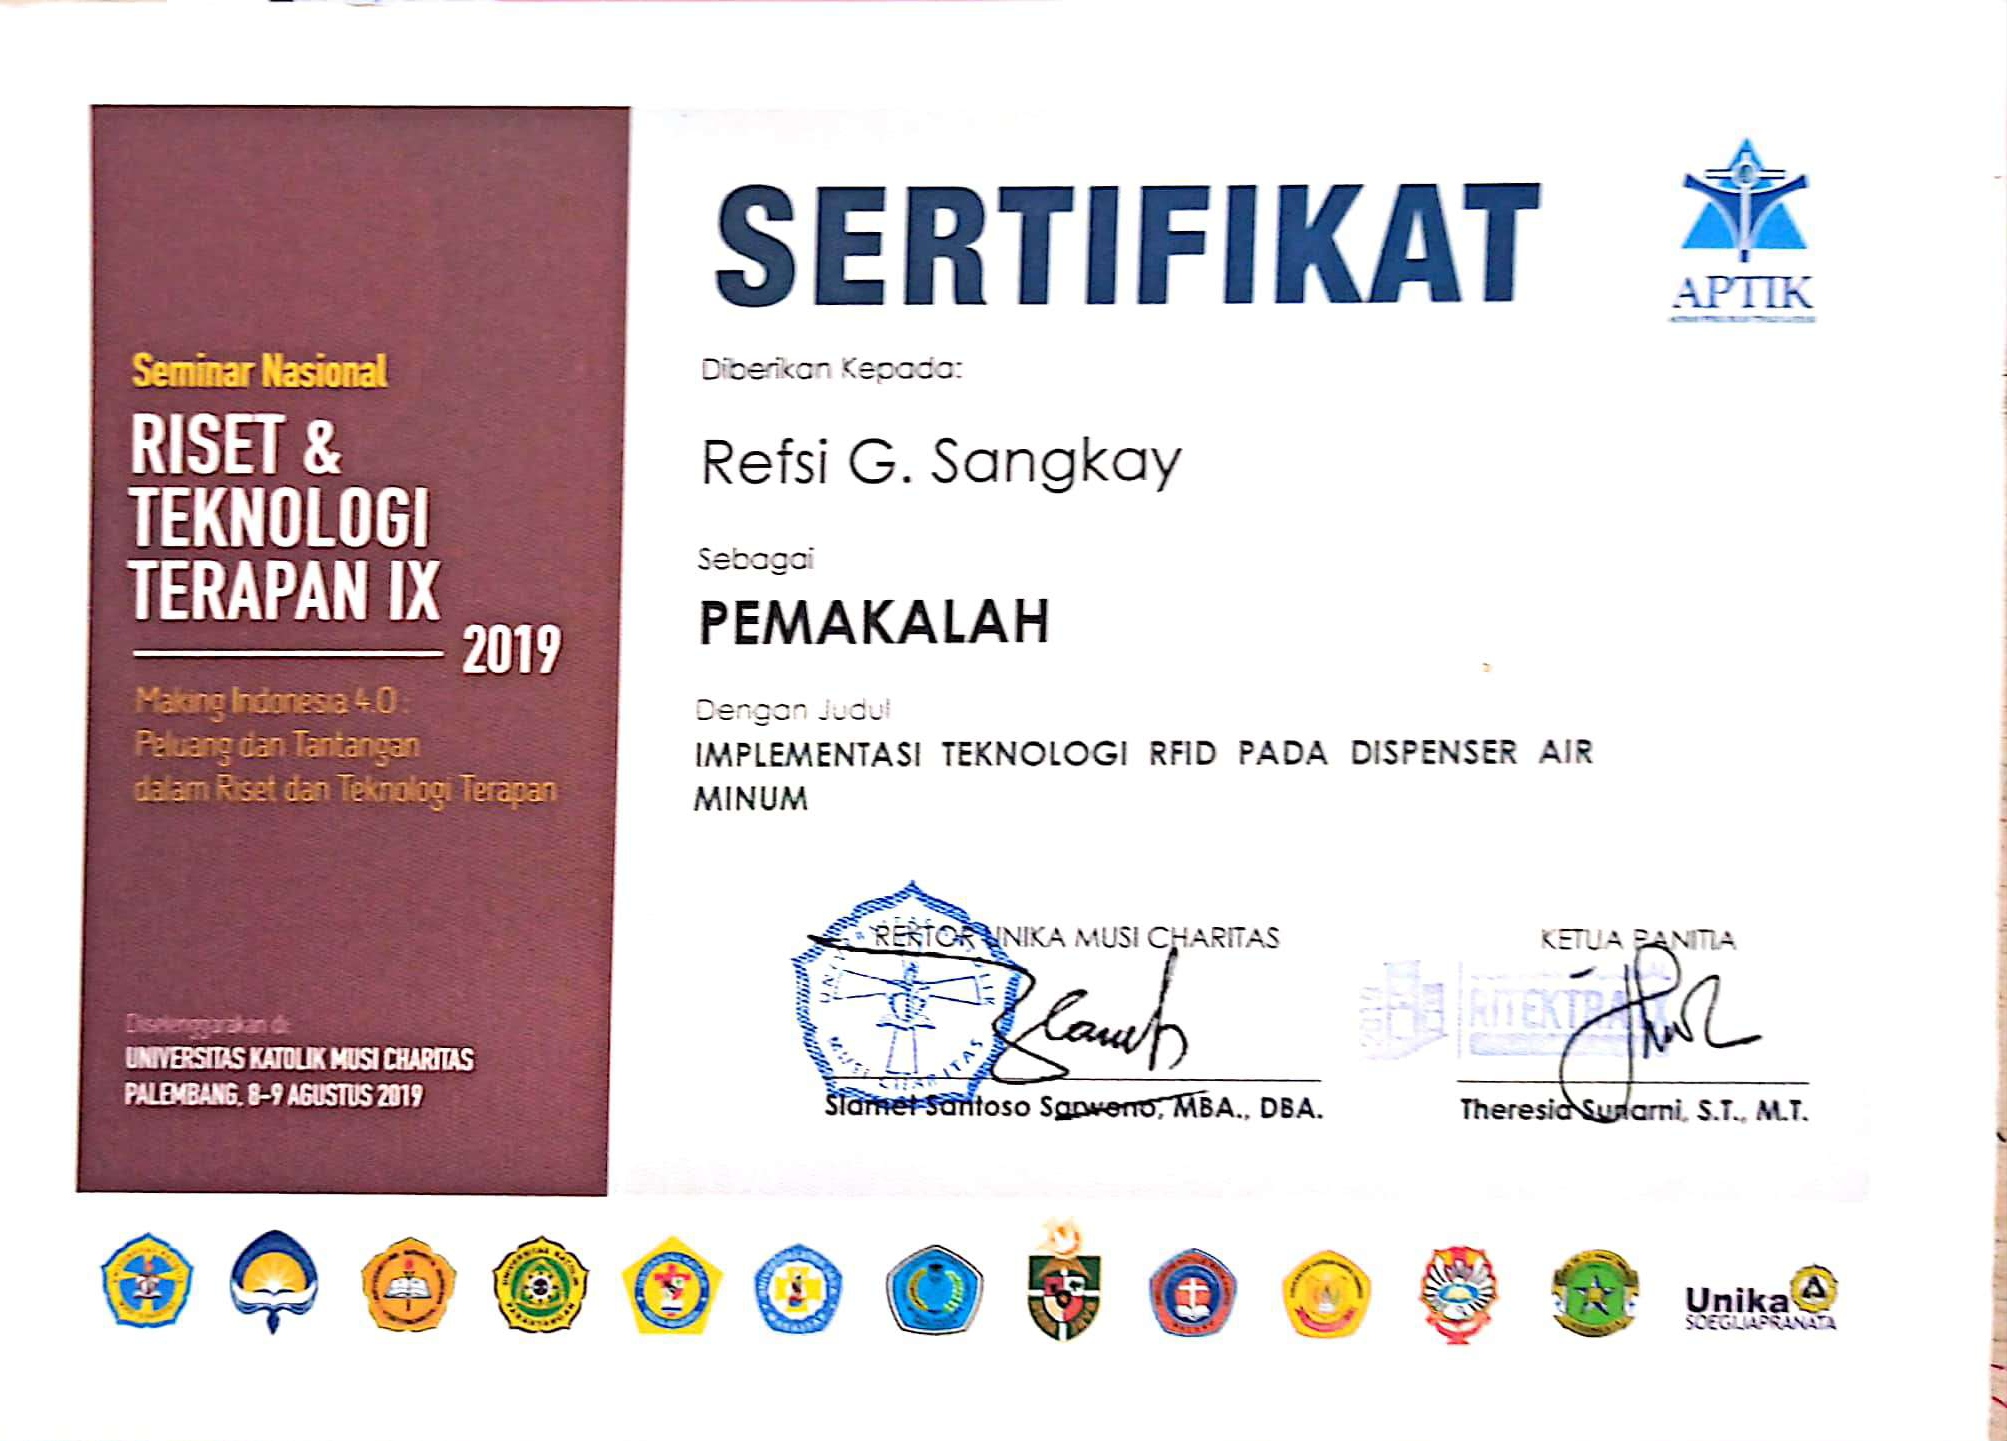 Seminar Nasional
RISET &
TEKNOLOGI
TERAPAN IX
2019
Making Indonesia 4.0 :
Peluang dan Tantangan
dalam Riset dan Teknologi Terapan
Diselenggarakan di:
UNIVERSITAS KATOLIK MUSI CHARITAS
PALEMBANG, 8-9 AGUSTUS 2019
SERTIFIKAT
APTIK
Diberikan Kepada:
Refsi G. Sangkay
Sebagai
PEMAKALAH
Dengan Judul
IMPLEMENTASI TEKNOLOGI RFID PADA DISPENSER AIR
MINUM
REKTOR UNIKA MUSI CHARITAS
MUSI CHARITAS
Slamet Santoso Sarwono, MBA., DBA.
KETUA PANITIA
RITEKTRA IX
Theresia Sunarni, S.T., M.T.
Unika
SOEGIJAPRANATA